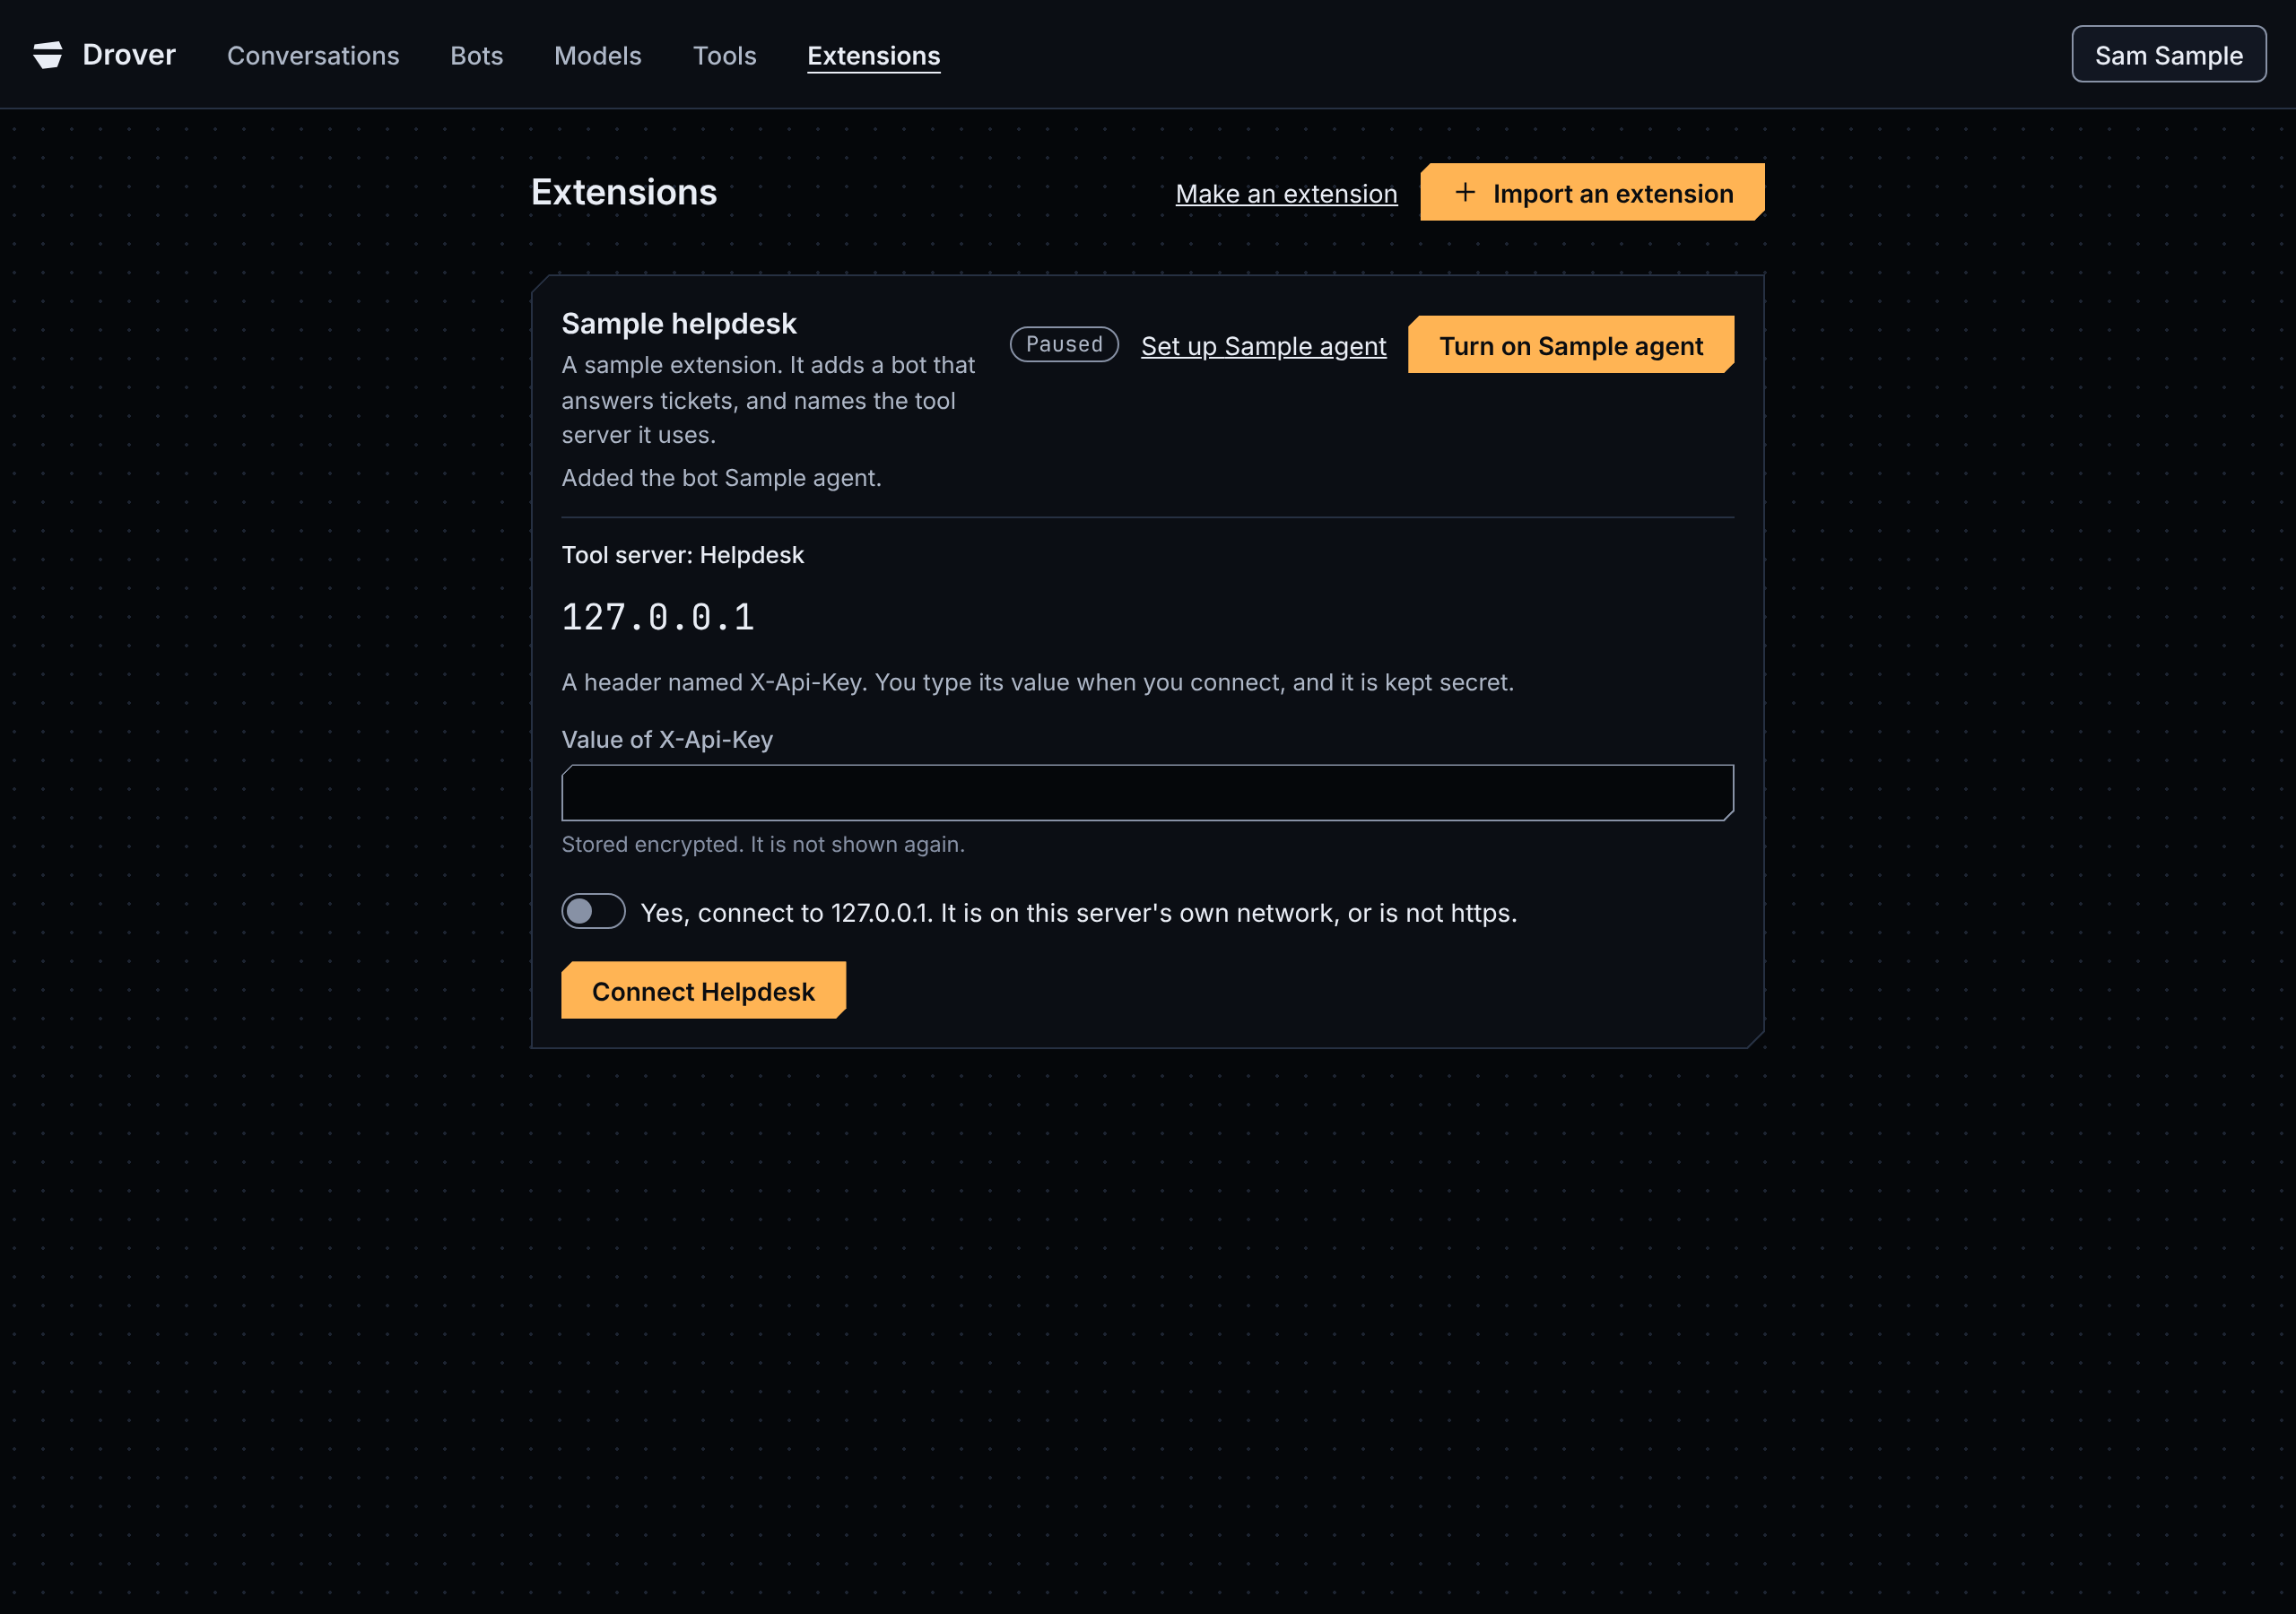 Drover
Conversations
Bots
Models
Tools
Extensions
Sam Sample
Extensions
Make an extension
+ Import an extension
Sample helpdesk
A sample extension. It adds a bot that
answers tickets, and names the tool
server it uses.
Added the bot Sample agent.
Paused
Set up Sample agent
Turn on Sample agent
Tool server: Helpdesk
127.0.0.1
A header named X-Api-Key. You type its value when you connect, and it is kept secret.
Value of X-Api-Key
Stored encrypted. It is not shown again.
Yes, connect to 127.0.0.1. It is on this server's own network, or is not https.
Connect Helpdesk